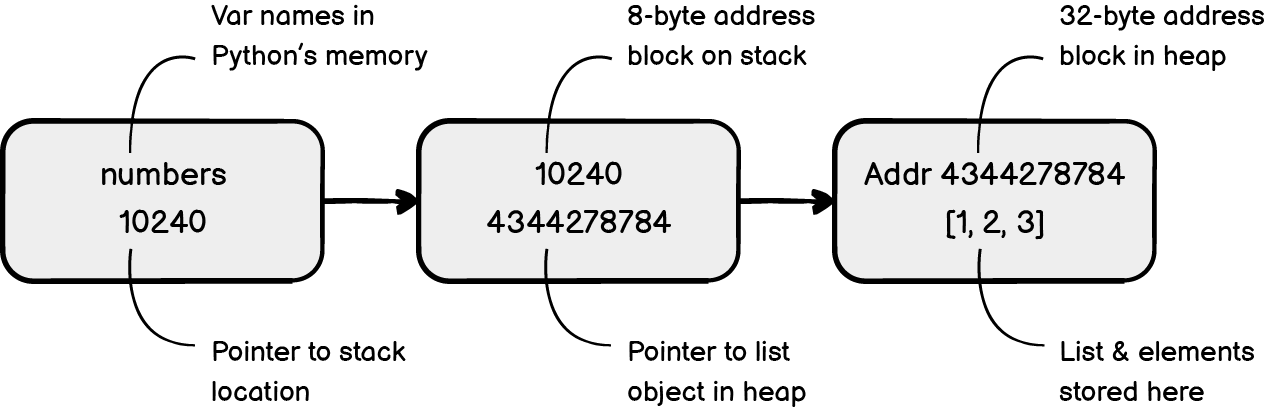 Var names in
Python's memory
8-byte address
block on stack
32-byte address
block in heap
numbers
10240
10240
4344278784
Addr 4344278784
[1, 2, 3]
Pointer to stack
location
Pointer to list
object in heap
List & elements
stored here